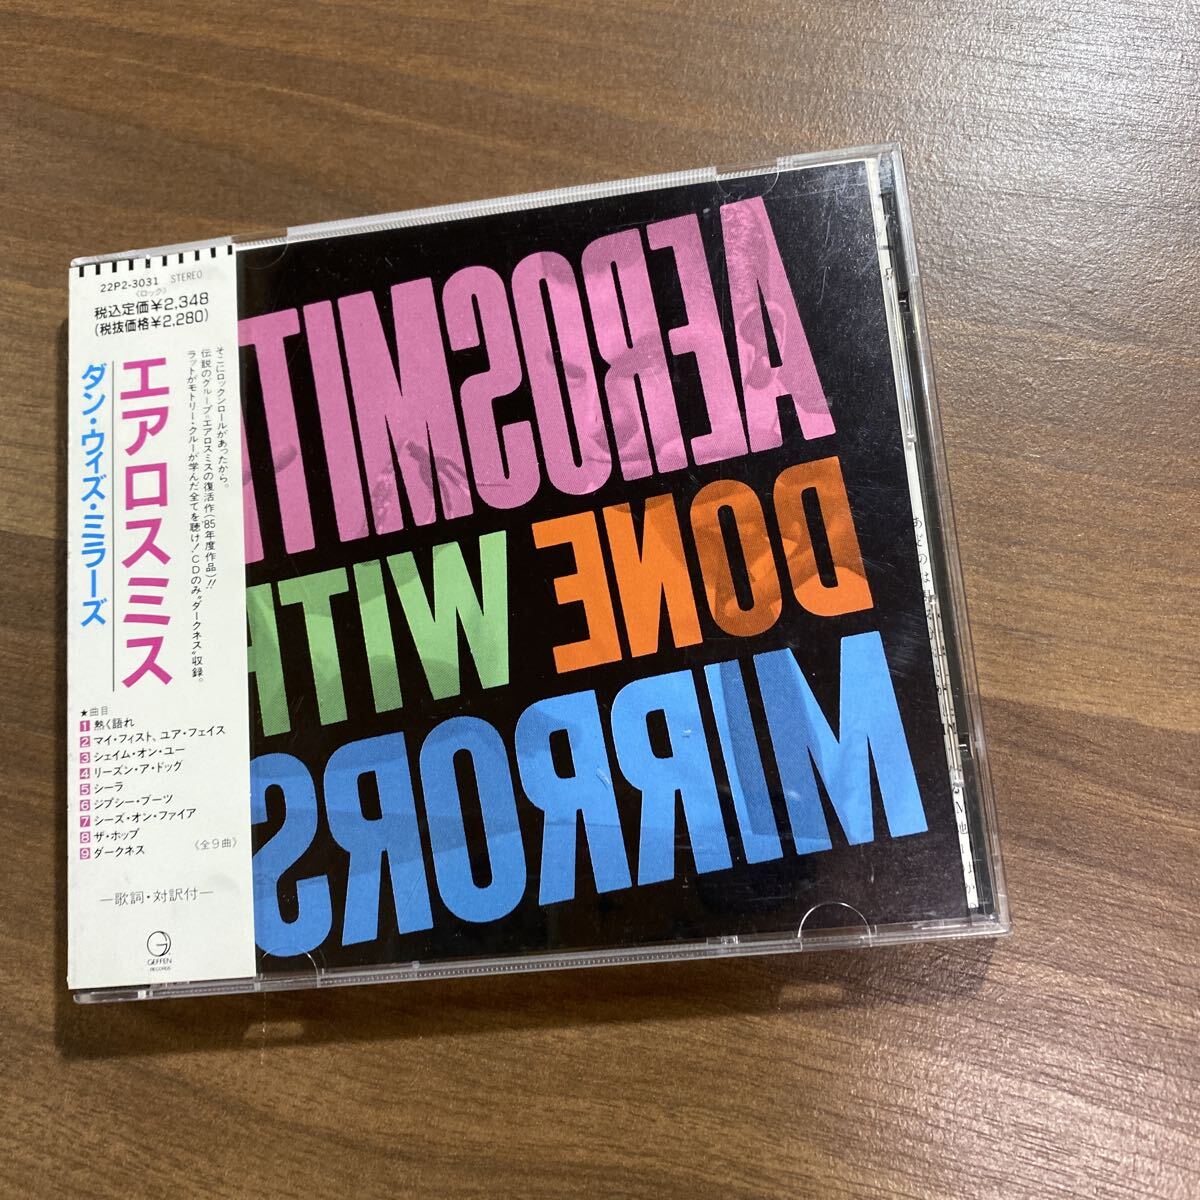 22P2-3031 STEREO
〈ロック〉
税込定価¥2,348
(税抜価格¥2,280)
エアロスミス
ダン・ウィズ・ミラーズ
そこにロックンロールがあったから。
伝説のグループ=エアロスミスの復活作('85年度作品)!!
ラットがモトリー・クルーが学んだ全てを聴け!CDのみ"ダークネス"収録。
★曲目
1 熱く語れ
2 マイ・フィスト、ユア・フェイス
3 シェイム・オン・ユー
4 リーズン・ア・ドッグ
5 シーラ
6 ジプシー・ブーツ
7 シーズ・オン・ファイア
8 ザ・ホップ
9 ダークネス
《全9曲》
—歌詞・対訳付—
GEFFEN
RECORDS
AEROSMIT
DONE WITH
MIRRORS